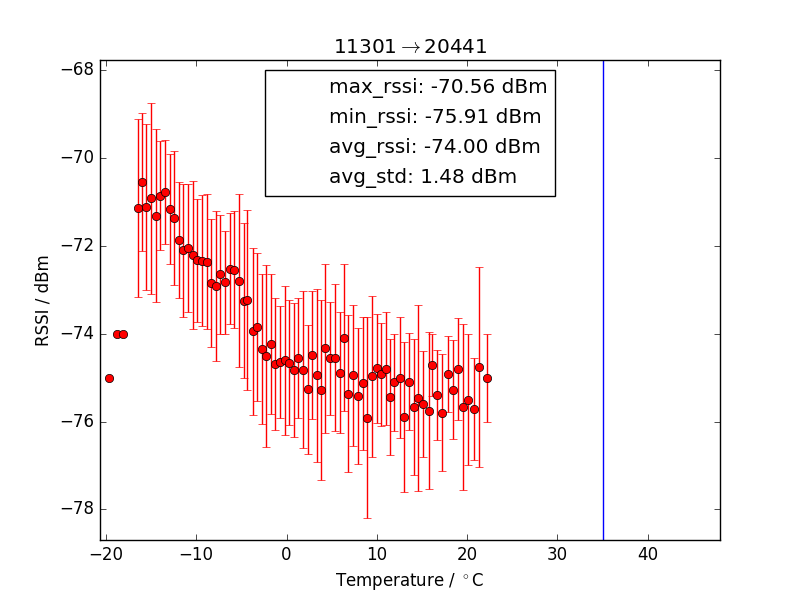 11301→20441
max_rssi: -70.56 dBm
min_rssi: -75.91 dBm
avg_rssi: -74.00 dBm
avg_std: 1.48 dBm
RSSI / dBm
−68
−70
−72
−74
−76
−78
−20 −10 0 10 20 30 40
Temperature / °C